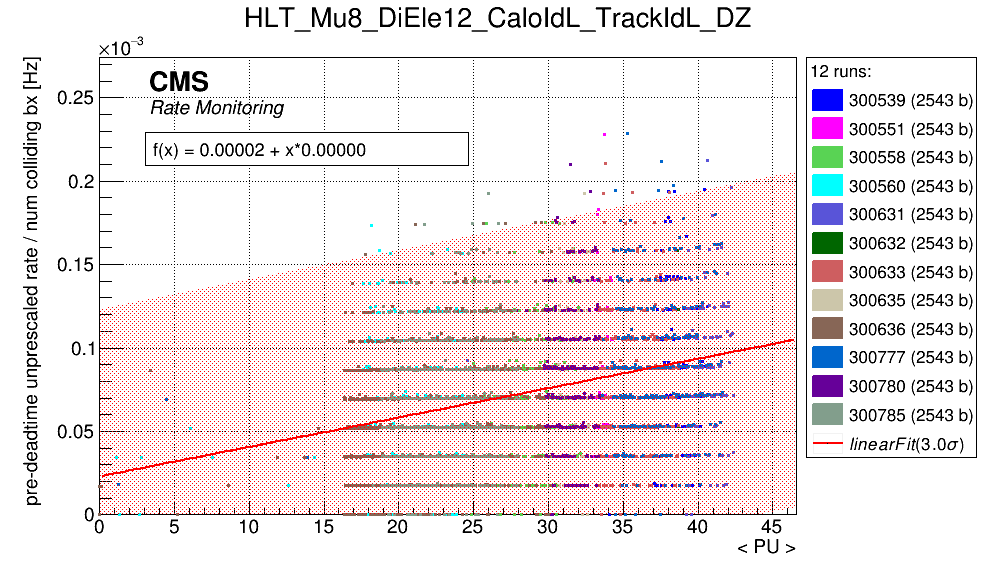 HLT_Mu8_DiEle12_CaloIdL_TrackIdL_DZ
×10⁻³
CMS
Rate Monitoring
f(x) = 0.00002 + x*0.00000
pre-deadtime unprescaled rate / num colliding bx [Hz]
0.25
0.2
0.15
0.1
0.05
0
0 5 10 15 20 25 30 35 40 45
< PU >
12 runs:
300539 (2543 b)
300551 (2543 b)
300558 (2543 b)
300560 (2543 b)
300631 (2543 b)
300632 (2543 b)
300633 (2543 b)
300635 (2543 b)
300636 (2543 b)
300777 (2543 b)
300780 (2543 b)
300785 (2543 b)
linearFit(3.0σ)